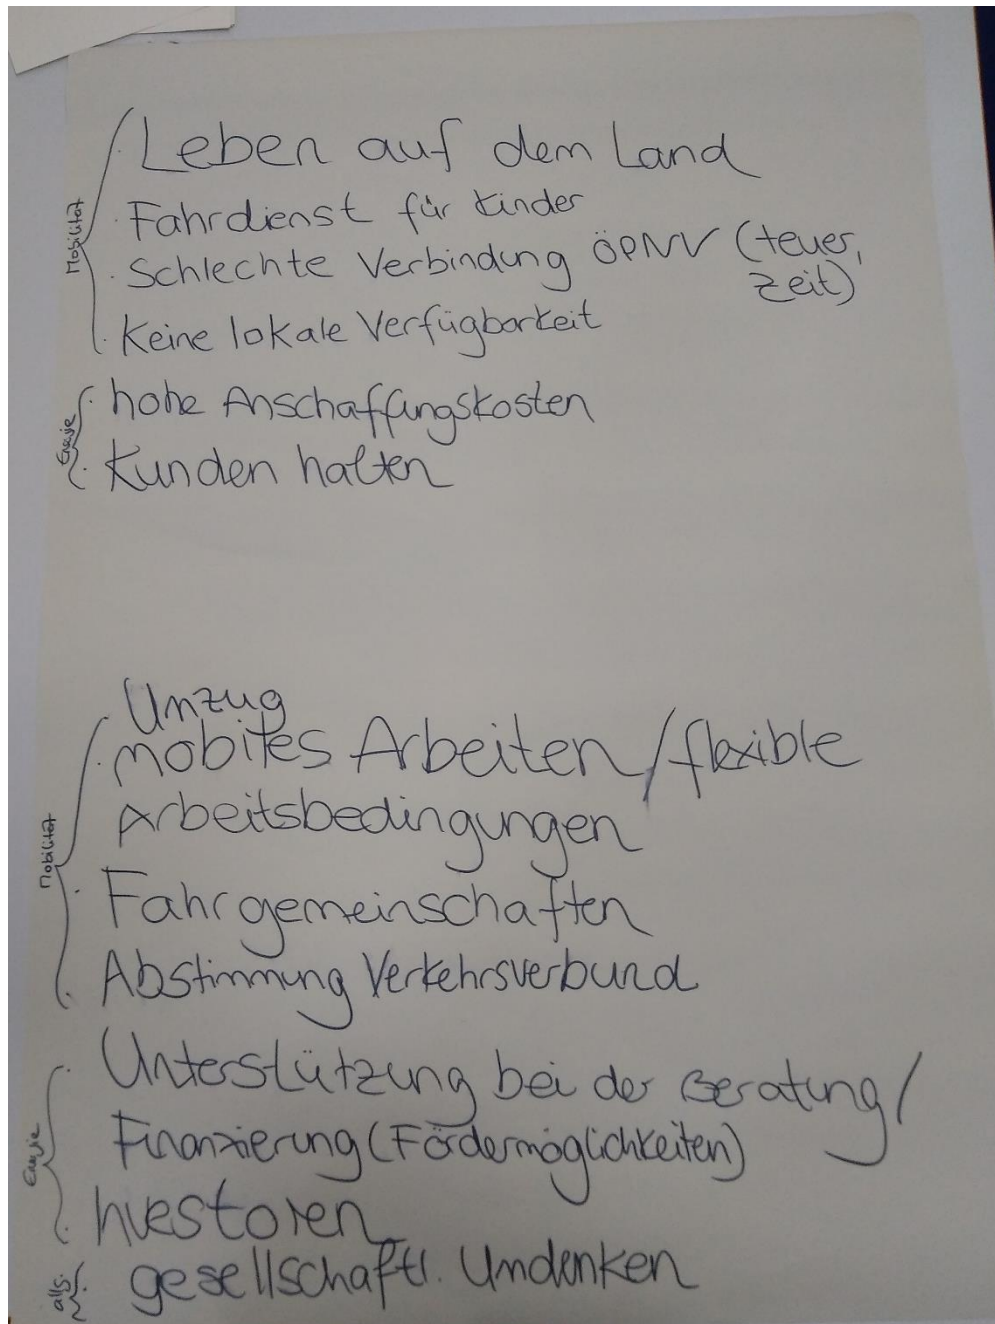 Mobilität
· Leben auf dem Land
· Fahrdienst für Kinder
· Schlechte Verbindung ÖPNV (teuer,
Zeit)
· Keine lokale Verfügbarkeit
Energie
· hohe Anschaffungskosten
· Kunden halten
Mobilität
· Umzug
· mobiles Arbeiten / flexible
Arbeitsbedingungen
· Fahrgemeinschaften
· Abstimmung Verkehrsverbund
Energie
· Unterstützung bei der Beratung /
Finanzierung (Fördermöglichkeiten)
· Investoren
allg.
· gesellschaftl. Umdenken